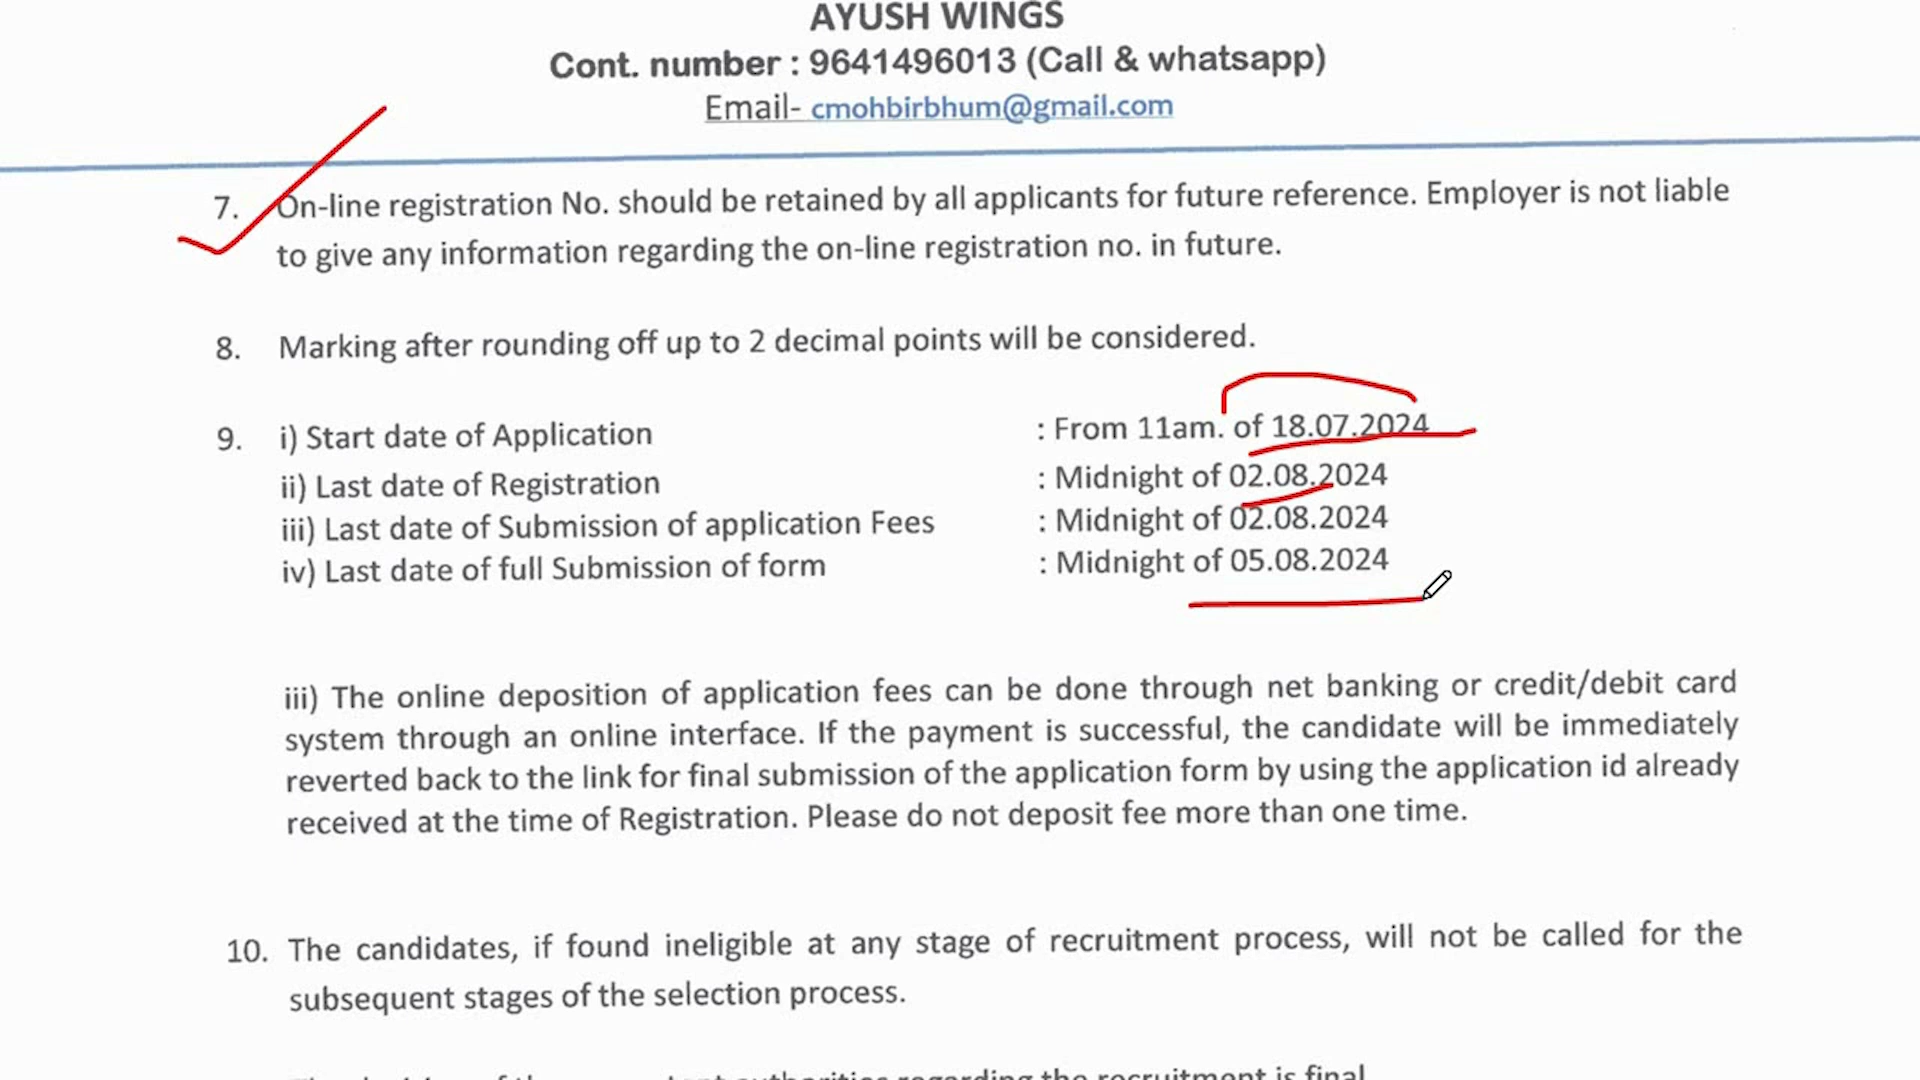 AYUSH WINGS
Cont. number : 9641496013 (Call & whatsapp)
Email- cmohbirbhum@gmail.com
7. On-line registration No. should be retained by all applicants for future reference. Employer is not liable
to give any information regarding the on-line registration no. in future.
8. Marking after rounding off up to 2 decimal points will be considered.
9. i) Start date of Application : From 11am. of 18.07.2024
ii) Last date of Registration : Midnight of 02.08.2024
iii) Last date of Submission of application Fees : Midnight of 02.08.2024
iv) Last date of full Submission of form : Midnight of 05.08.2024
iii) The online deposition of application fees can be done through net banking or credit/debit card
system through an online interface. If the payment is successful, the candidate will be immediately
reverted back to the link for final submission of the application form by using the application id already
received at the time of Registration. Please do not deposit fee more than one time.
10. The candidates, if found ineligible at any stage of recruitment process, will not be called for the
subsequent stages of the selection process.
authorities regarding the recruitment is final